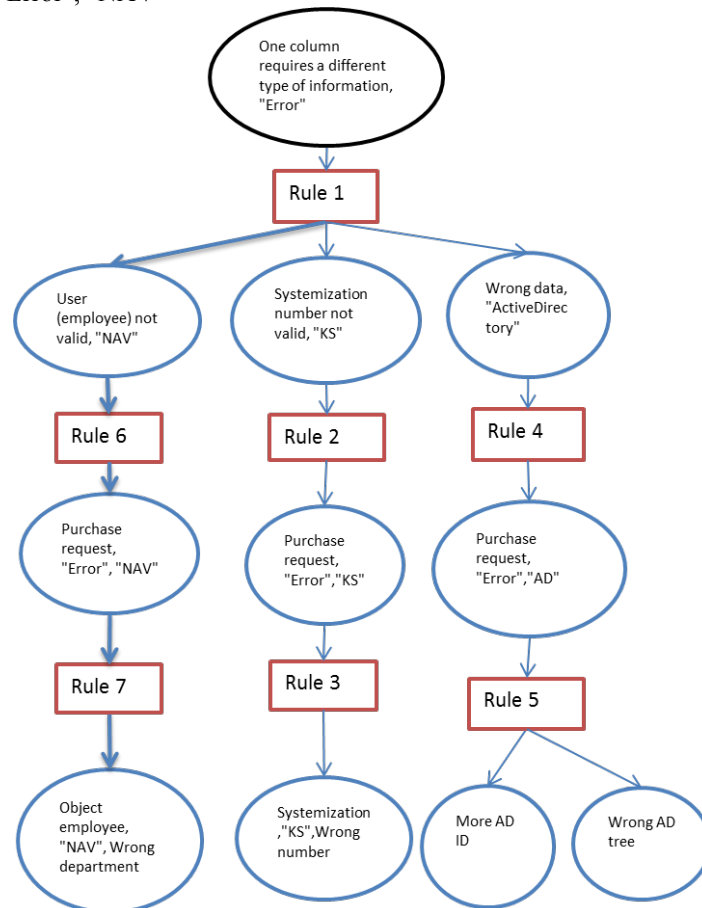 One column
requires a different
type of information,
"Error"
Rule 1
User
(employee) not
valid, "NAV"
Systemization
number not
valid, "KS"
Wrong data,
"ActiveDirec
tory"
Rule 6
Rule 2
Rule 4
Purchase
request,
"Error", "NAV"
Purchase
request,
"Error","KS"
Purchase
request,
"Error","AD"
Rule 7
Rule 3
Rule 5
Object
employee,
"NAV", Wrong
department
Systemization
,"KS",Wrong
number
More AD
ID
Wrong AD
tree